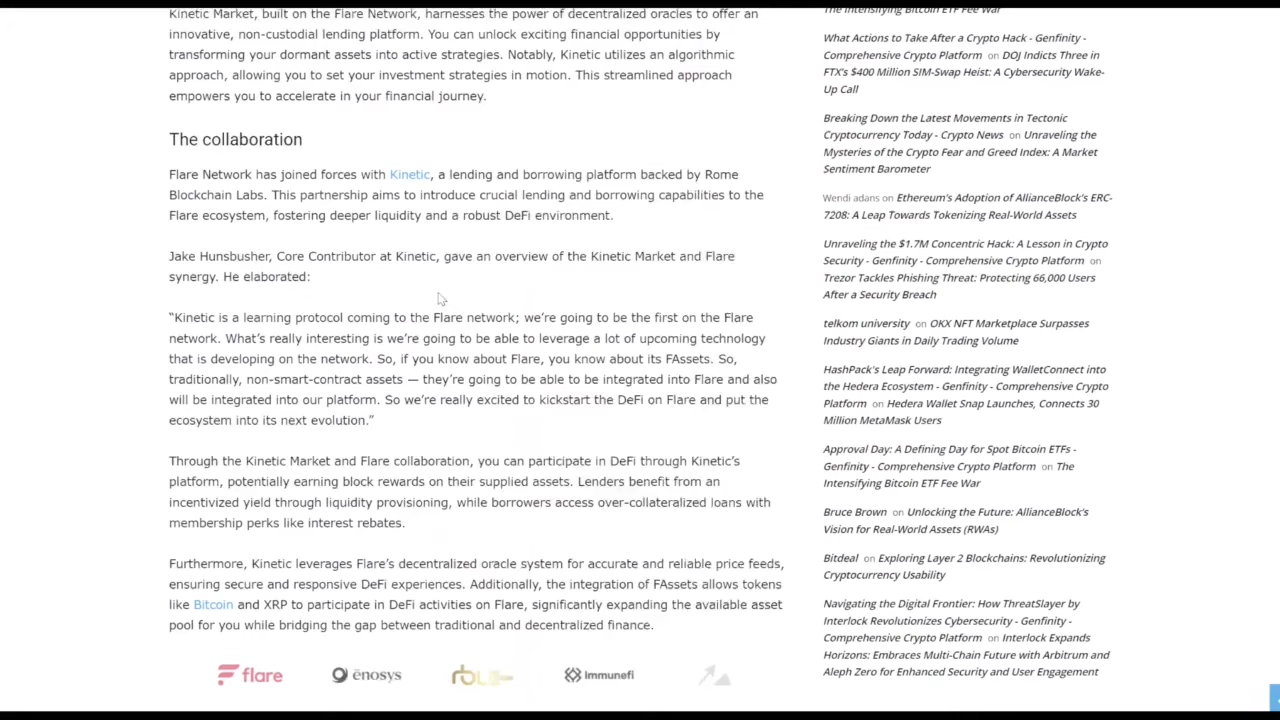 Kinetic Market, built on the Flare Network, harnesses the power of decentralized oracles to offer an
innovative, non-custodial lending platform. You can unlock exciting financial opportunities by
transforming your dormant assets into active strategies. Notably, Kinetic utilizes an algorithmic
approach, allowing you to set your investment strategies in motion. This streamlined approach
empowers you to accelerate in your financial journey.
The collaboration
Flare Network has joined forces with Kinetic, a lending and borrowing platform backed by Rome
Blockchain Labs. This partnership aims to introduce crucial lending and borrowing capabilities to the
Flare ecosystem, fostering deeper liquidity and a robust DeFi environment.
Jake Hunsbusher, Core Contributor at Kinetic, gave an overview of the Kinetic Market and Flare
synergy. He elaborated:
“Kinetic is a learning protocol coming to the Flare network; we’re going to be the first on the Flare
network. What’s really interesting is we’re going to be able to leverage a lot of upcoming technology
that is developing on the network. So, if you know about Flare, you know about its FAssets. So,
traditionally, non-smart-contract assets — they’re going to be able to be integrated into Flare and also
will be integrated into our platform. So we’re really excited to kickstart the DeFi on Flare and put the
ecosystem into its next evolution.”
Through the Kinetic Market and Flare collaboration, you can participate in DeFi through Kinetic’s
platform, potentially earning block rewards on their supplied assets. Lenders benefit from an
incentivized yield through liquidity provisioning, while borrowers access over-collateralized loans with
membership perks like interest rebates.
Furthermore, Kinetic leverages Flare’s decentralized oracle system for accurate and reliable price feeds,
ensuring secure and responsive DeFi experiences. Additionally, the integration of FAssets allows tokens
like Bitcoin and XRP to participate in DeFi activities on Flare, significantly expanding the available asset
pool for you while bridging the gap between traditional and decentralized finance.
flare
ēnosys
immunefi
The Intensifying Bitcoin ETF Fee War
What Actions to Take After a Crypto Hack - Genfinity -
Comprehensive Crypto Platform on DOJ Indicts Three in
FTX's $400 Million SIM-Swap Heist: A Cybersecurity Wake-
Up Call
Breaking Down the Latest Movements in Tectonic
Cryptocurrency Today - Crypto News on Unraveling the
Mysteries of the Crypto Fear and Greed Index: A Market
Sentiment Barometer
Wendi adans on Ethereum's Adoption of AllianceBlock's ERC-
7208: A Leap Towards Tokenizing Real-World Assets
Unraveling the $1.7M Concentric Hack: A Lesson in Crypto
Security - Genfinity - Comprehensive Crypto Platform on
Trezor Tackles Phishing Threat: Protecting 66,000 Users
After a Security Breach
telkom university on OKX NFT Marketplace Surpasses
Industry Giants in Daily Trading Volume
HashPack's Leap Forward: Integrating WalletConnect into
the Hedera Ecosystem - Genfinity - Comprehensive Crypto
Platform on Hedera Wallet Snap Launches, Connects 30
Million MetaMask Users
Approval Day: A Defining Day for Spot Bitcoin ETFs -
Genfinity - Comprehensive Crypto Platform on The
Intensifying Bitcoin ETF Fee War
Bruce Brown on Unlocking the Future: AllianceBlock's
Vision for Real-World Assets (RWAs)
Bitdeal on Exploring Layer 2 Blockchains: Revolutionizing
Cryptocurrency Usability
Navigating the Digital Frontier: How ThreatSlayer by
Interlock Revolutionizes Cybersecurity - Genfinity -
Comprehensive Crypto Platform on Interlock Expands
Horizons: Embraces Multi-Chain Future with Arbitrum and
Aleph Zero for Enhanced Security and User Engagement